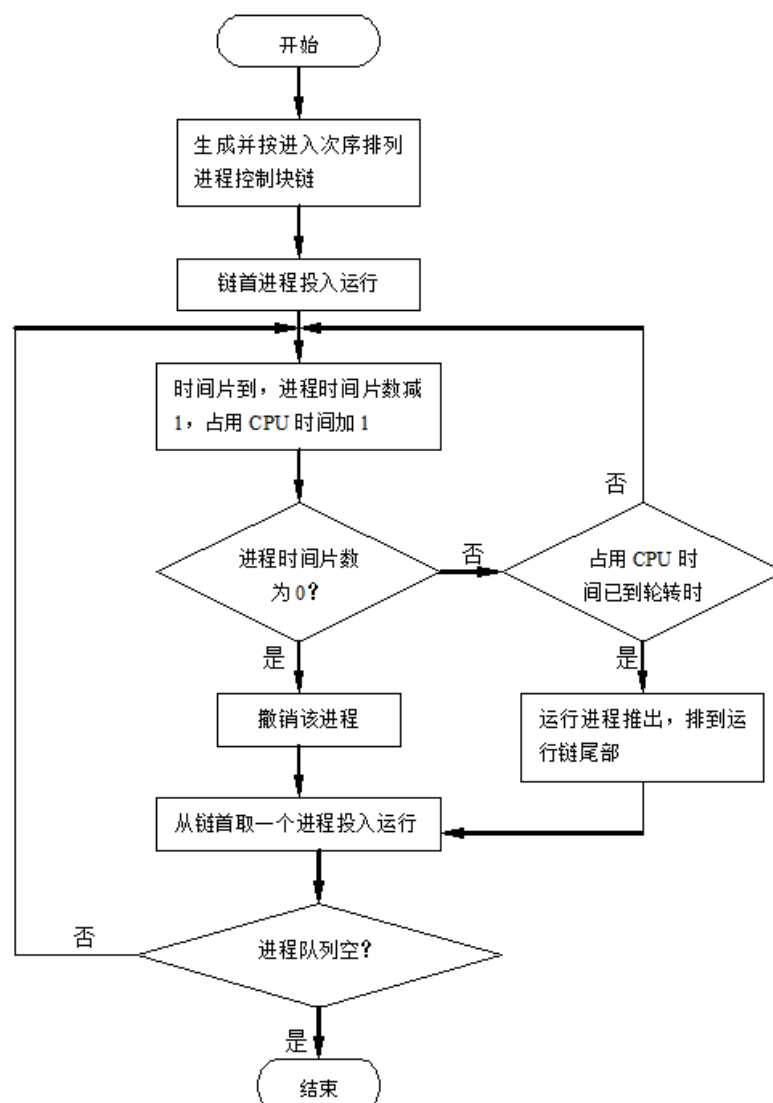 开始
生成并按进入次序排列
进程控制块链
链首进程投入运行
时间片到，进程时间片数减
1，占用 CPU 时间加 1
否
进程时间片数
为 0？
否
占用 CPU 时
间已到轮转时
是
是
撤销该进程
运行进程推出，排到运
行链尾部
从链首取一个进程投入运行
否
进程队列空？
是
结束